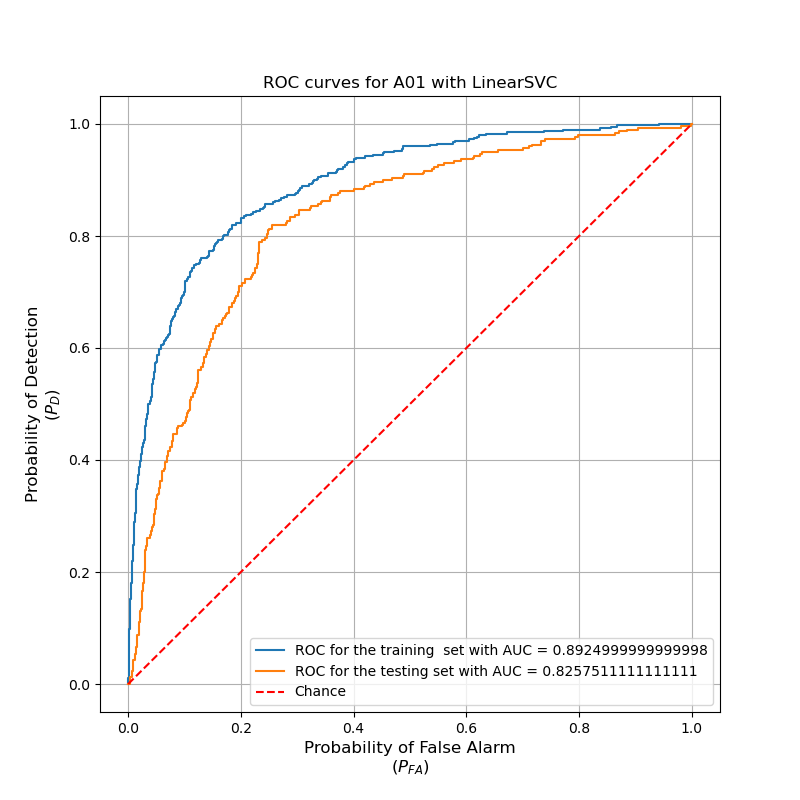 ROC curves for A01 with LinearSVC
1.0
0.8
0.6
0.4
0.2
0.0
Probability of Detection
(P_D)
ROC for the training  set with AUC = 0.8924999999999998
ROC for the testing set with AUC = 0.8257511111111111
Chance
0.0 0.2 0.4 0.6 0.8 1.0
Probability of False Alarm
(P_{FA})